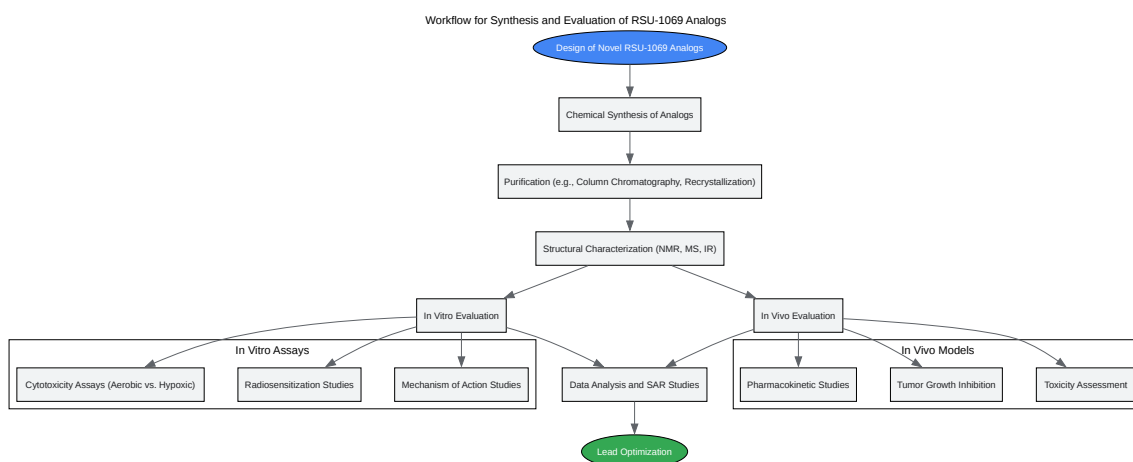 Workflow for Synthesis and Evaluation of RSU-1069 Analogs
Design of Novel RSU-1069 Analogs
Chemical Synthesis of Analogs
Purification (e.g., Column Chromatography, Recrystallization)
Structural Characterization (NMR, MS, IR)
In Vitro Evaluation
In Vivo Evaluation
In Vitro Assays
In Vivo Models
Cytotoxicity Assays (Aerobic vs. Hypoxic)
Radiosensitization Studies
Mechanism of Action Studies
Data Analysis and SAR Studies
Pharmacokinetic Studies
Tumor Growth Inhibition
Toxicity Assessment
Lead Optimization